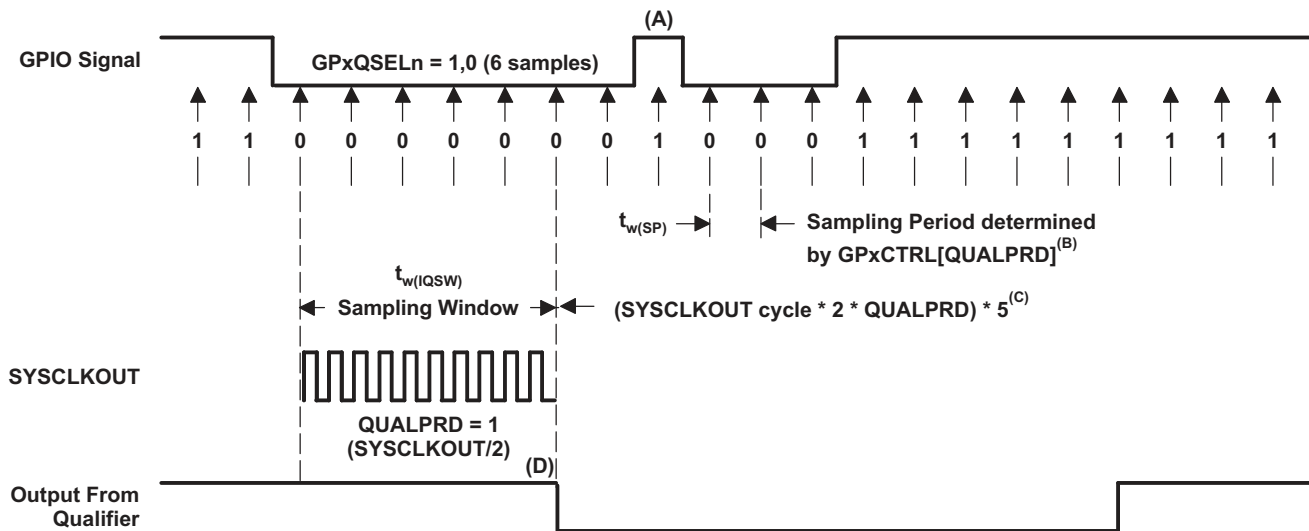 (A)
GPIO Signal
GPxQSELn = 1,0 (6 samples)
1 1 0 0 0 0 0 0 0 1 0 0 0 1 1 1 1 1 1 1 1 1
tw(SP)
Sampling Period determined
by GPxCTRL[QUALPRD](B)
tw(IQSW)
Sampling Window
(SYSCLKOUT cycle * 2 * QUALPRD) * 5(C)
SYSCLKOUT
QUALPRD = 1
(SYSCLKOUT/2)
(D)
Output From
Qualifier